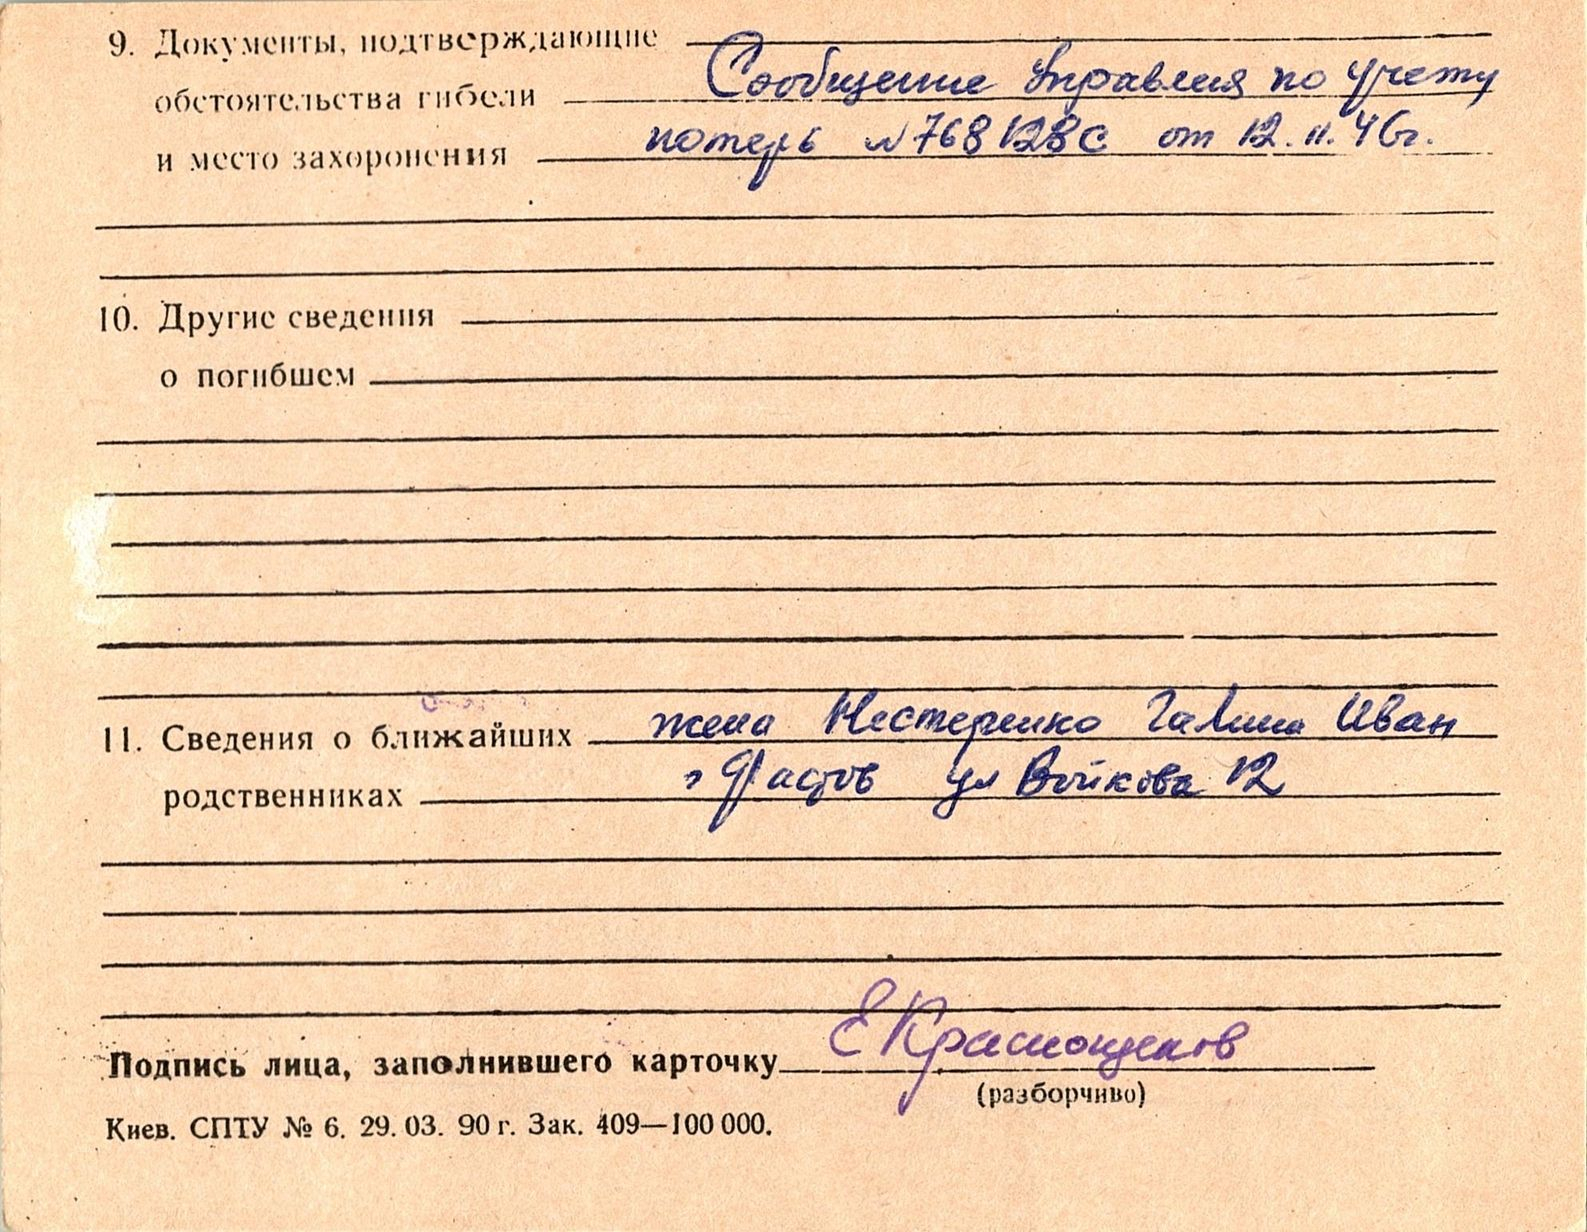 9. Документы, подтверждающие
Сообщение Управления по учету
обстоятельства гибели
потерь №768128с от 12.11.46г.
и место захоронения
10. Другие сведения
о погибшем
жена Нестеренко Галина Иван
11. Сведения о ближайших
г Фастов ул Войкова 12
родственниках
Е Краснощеков
Подпись лица, заполнившего карточку
(разборчиво)
Киев. СПТУ № 6. 29. 03. 90 г. Зак. 409—100 000.